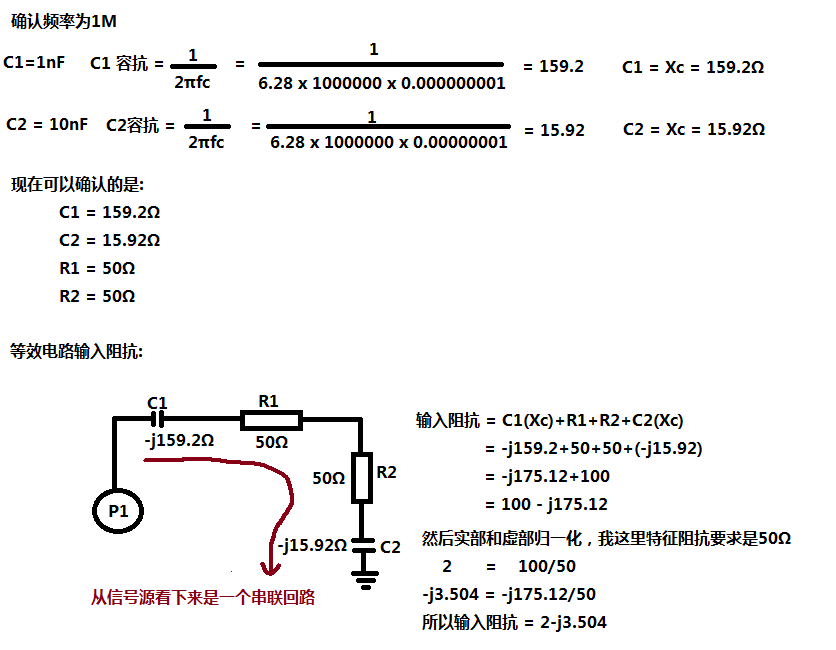 确认频率为1M
C1=1nF C1 容抗 = 1 / 2πfc = 1 / 6.28 x 1000000 x 0.000000001 = 159.2 C1 = Xc = 159.2Ω
C2 = 10nF C2容抗 = 1 / 2πfc = 1 / 6.28 x 1000000 x 0.00000001 = 15.92 C2 = Xc = 15.92Ω
现在可以确认的是:
C1 = 159.2Ω
C2 = 15.92Ω
R1 = 50Ω
R2 = 50Ω
等效电路输入阻抗:
C1
R1
-j159.2Ω
50Ω
50Ω
R2
P1
-j15.92Ω
C2
从信号源看下来是一个串联回路
输入阻抗 = C1(Xc)+R1+R2+C2(Xc)
= -j159.2+50+50+(-j15.92)
= -j175.12+100
= 100 - j175.12
然后实部和虚部归一化，我这里特征阻抗要求是50Ω
2 = 100/50
-j3.504 = -j175.12/50
所以输入阻抗 = 2-j3.504